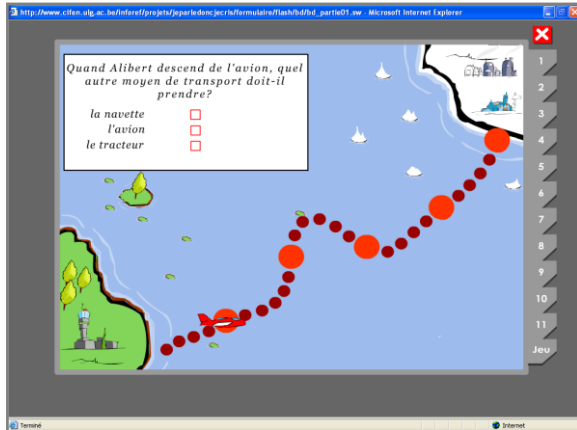 http://www.cifen.ulg.ac.be/inforef/projets/jeparledoncjecris/formulaire/flash/bd/bd_partie01.sw - Microsoft Internet Explorer
Quand Alibert descend de l'avion, quel
autre moyen de transport doit-il
prendre?
la navette
l'avion
le tracteur
1
2
3
4
5
6
7
8
9
10
11
Jeu
Terminé
Internet